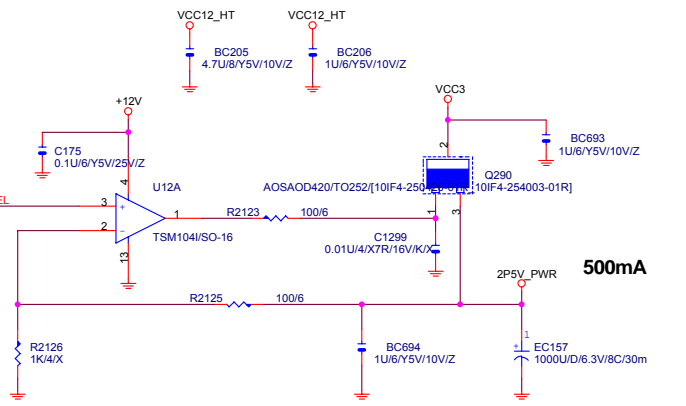 VCC12_HT
VCC12_HT
BC205
4.7U/8/Y5V/10V/Z
BC206
1U/6/Y5V/10V/Z
+12V
VCC3
C175
0.1U/6/Y5V/25V/Z
BC693
1U/6/Y5V/10V/Z
2
4
U12A
Q290
EL
3
1
2
TSM104I/SO-16
13
R2123
100/6
1
3
C1299
0.01U/4/X7R/16V/K/X
2P5V_PWR
500mA
R2125
100/6
R2126
1K/4/X
BC694
1U/6/Y5V/10V/Z
1
+
EC157
1000U/D/6.3V/8C/30m